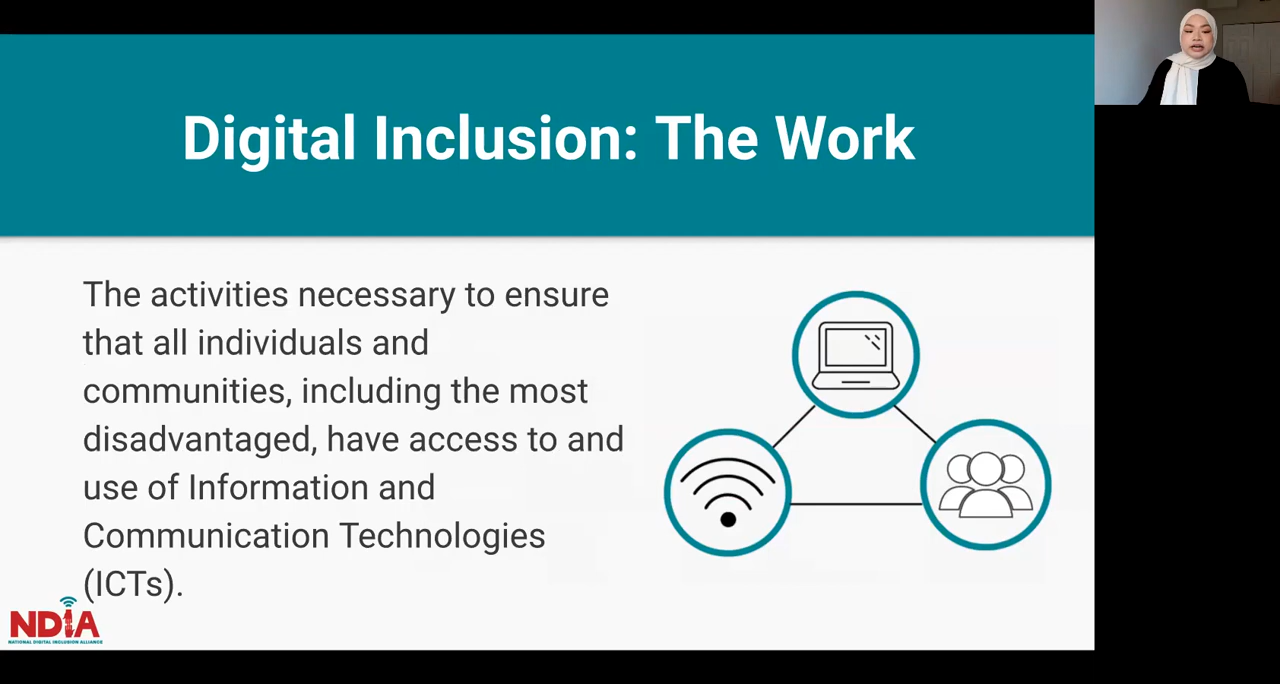 Digital Inclusion: The Work
The activities necessary to ensure
that all individuals and
communities, including the most
disadvantaged, have access to and
use of Information and
Communication Technologies
(ICTs).
NDIA
NATIONAL DIGITAL INCLUSION ALLIANCE